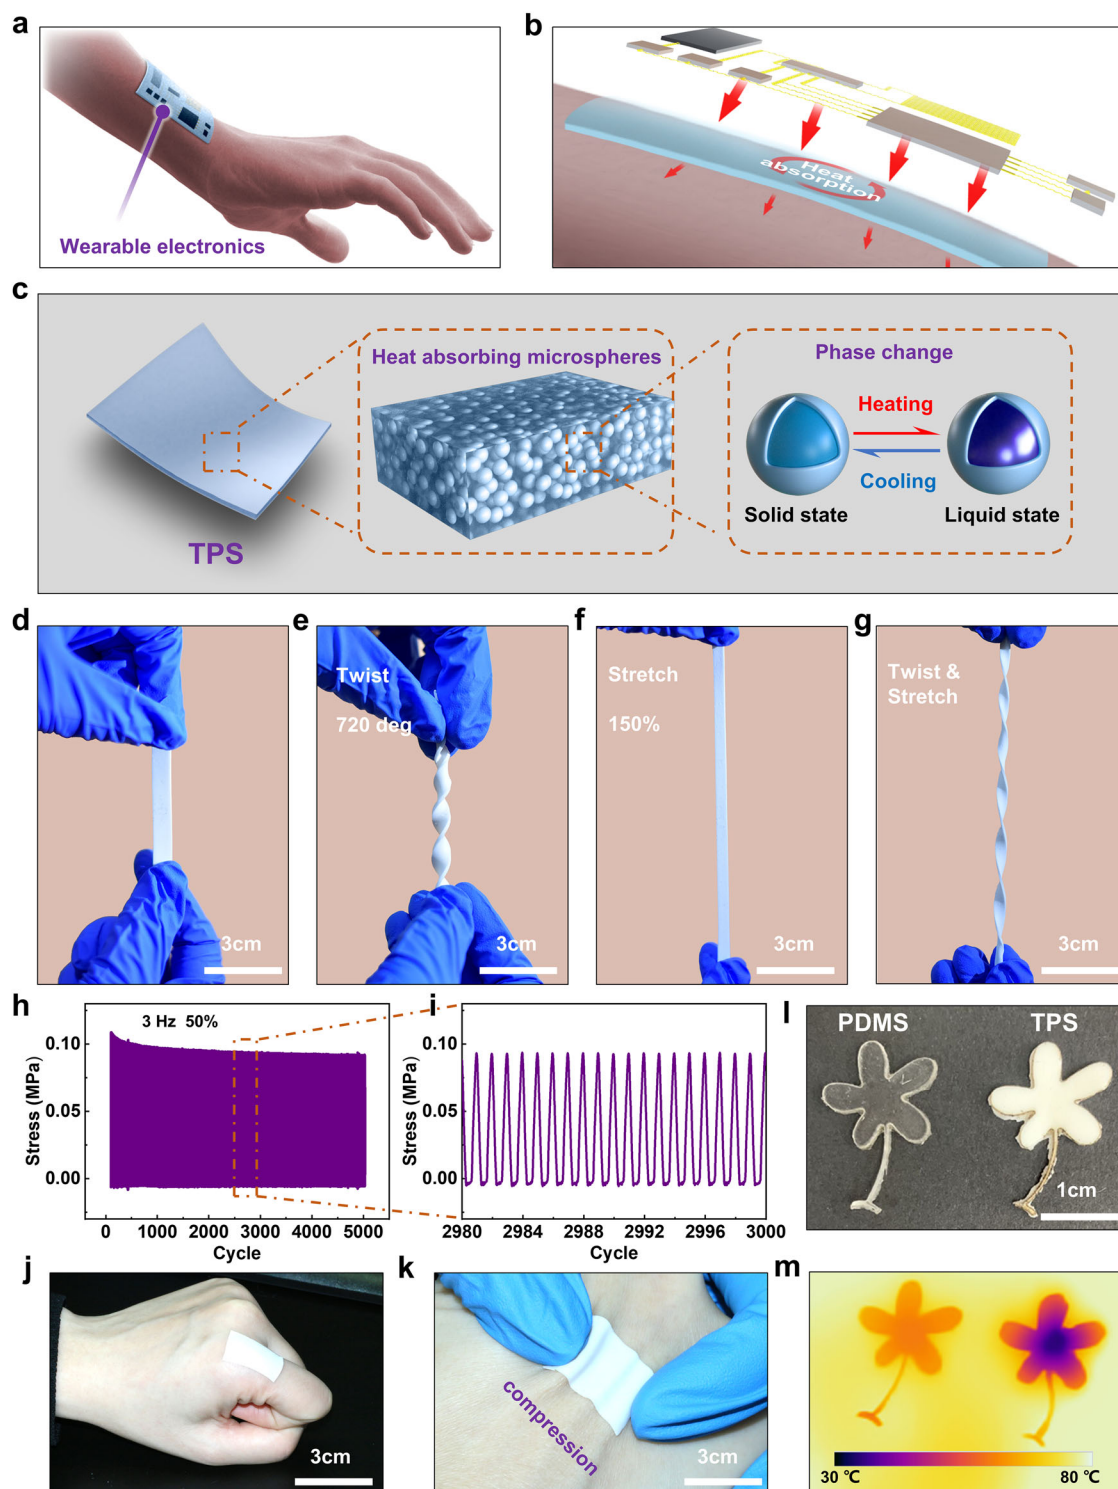 a
b
Wearable electronics
Heat
absorption
c
Heat absorbing microspheres
Phase change
Heating
Cooling
Solid state
Liquid state
TPS
d
e
f
g
Twist
720 deg
Stretch
150%
Twist &
Stretch
3cm
3cm
3cm
3cm
h
3 Hz 50%
Stress (MPa)
0.10
0.05
0.00
0 1000 2000 3000 4000 5000
Cycle
i
Stress (MPa)
0.10
0.05
0.00
2980 2984 2988 2992 2996 3000
Cycle
l
PDMS
TPS
1cm
j
3cm
k
compression
3cm
m
30 ℃
80 ℃